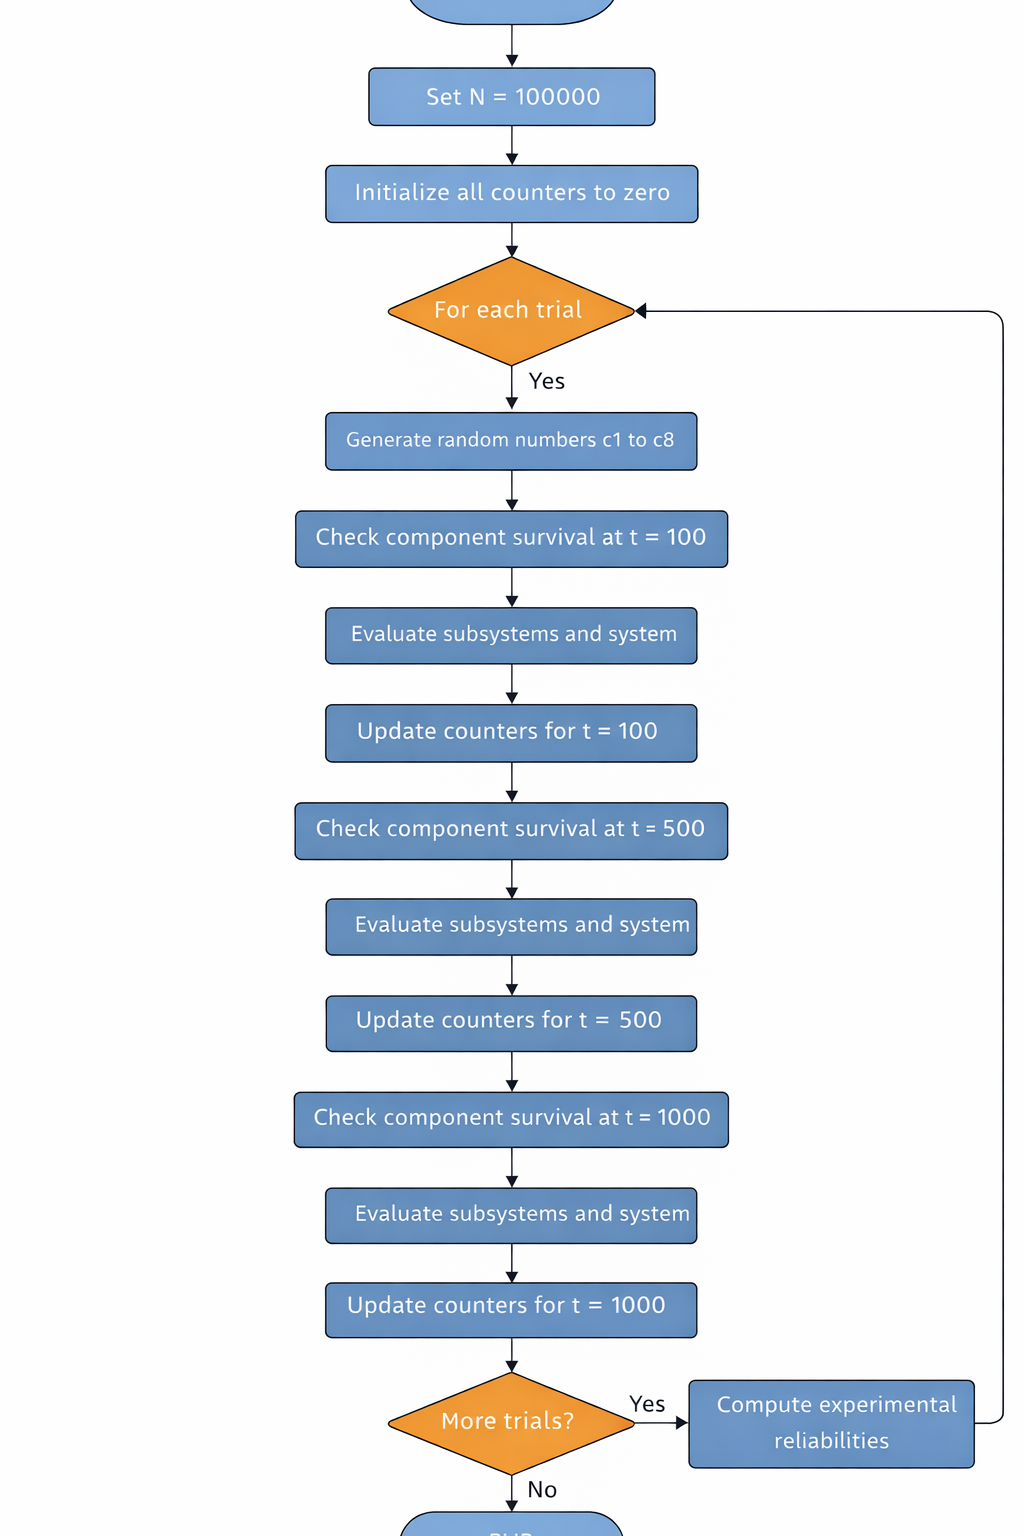 Set N = 100000
Initialize all counters to zero
For each trial
Yes
Generate random numbers c1 to c8
Check component survival at t = 100
Evaluate subsystems and system
Update counters for t = 100
Check component survival at t = 500
Evaluate subsystems and system
Update counters for t = 500
Check component survival at t = 1000
Evaluate subsystems and system
Update counters for t = 1000
More trials?
Yes
Compute experimental
reliabilities
No